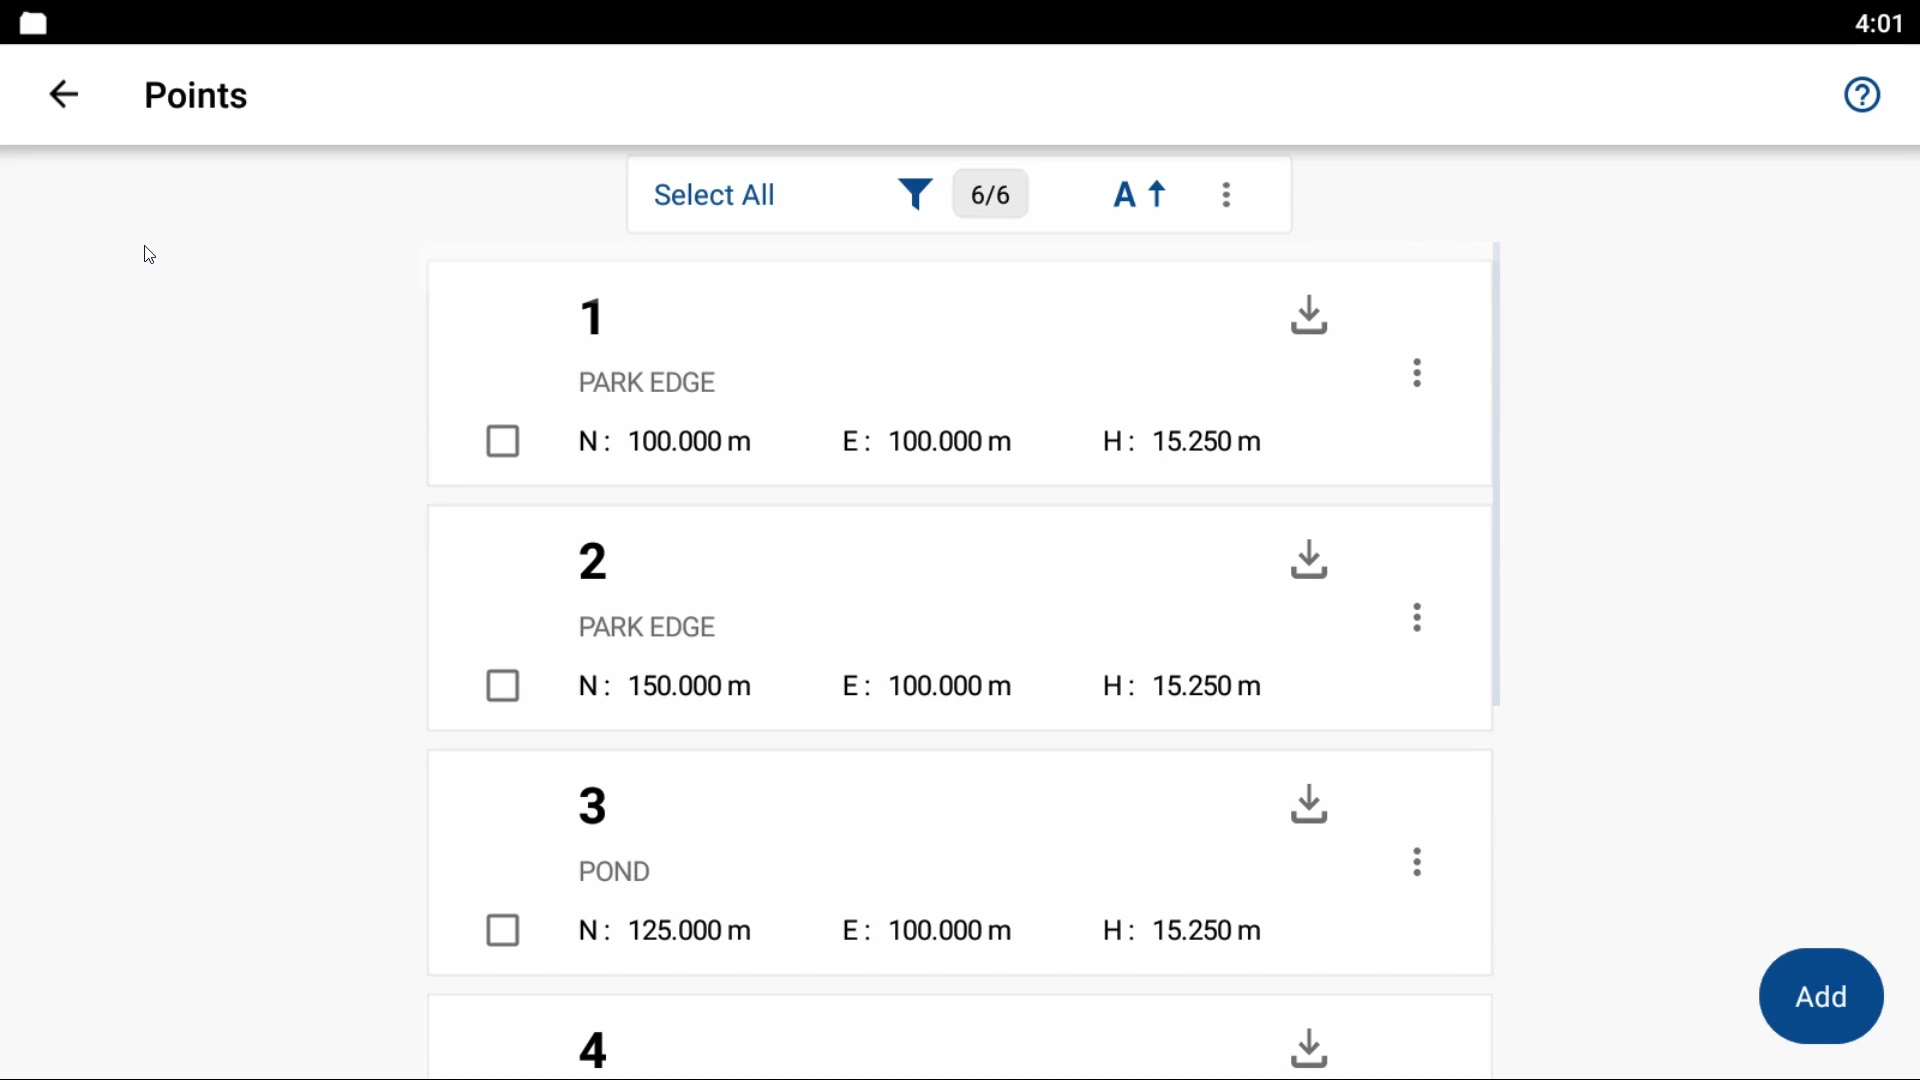 4:01
Points
Select All 6/6 A
1
PARK EDGE
N: 100.000 m E: 100.000 m H: 15.250 m
2
PARK EDGE
N: 150.000 m E: 100.000 m H: 15.250 m
3
POND
N: 125.000 m E: 100.000 m H: 15.250 m
Add
4